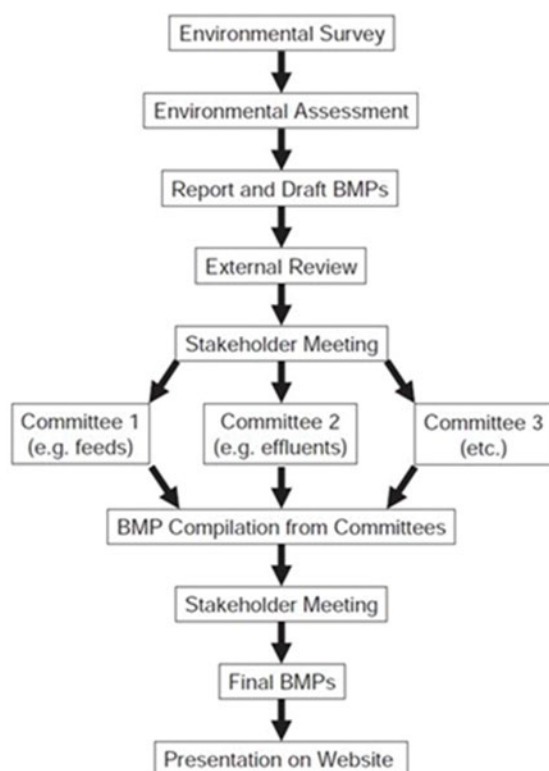 Environmental Survey
Environmental Assessment
Report and Draft BMPs
External Review
Stakeholder Meeting
Committee 1
(e.g. feeds)
Committee 2
(e.g. effluents)
Committee 3
(etc.)
BMP Compilation from Committees
Stakeholder Meeting
Final BMPs
Presentation on Website